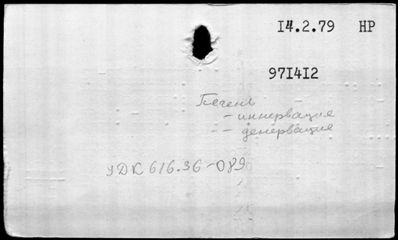 14.2.79 НР
971412
Печень
- иннервация
- денервация
УДК 616.36-089